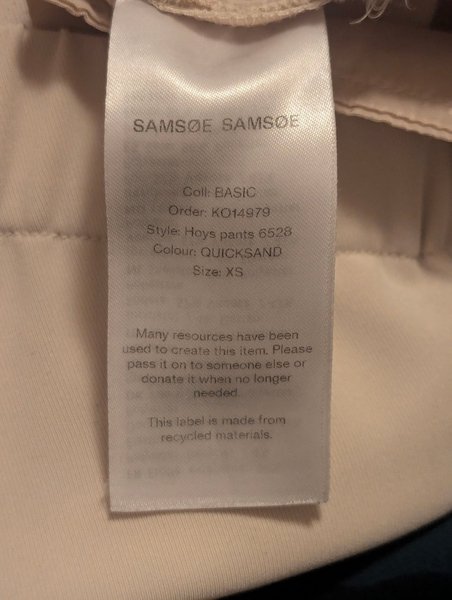 SAMSØE SAMSØE
Coll: BASIC
Order: KO14979
Style: Hoys pants 6528
Colour: QUICKSAND
Size: XS
Many resources have been
used to create this item. Please
pass it on to someone else or
donate it when no longer
needed.
This label is made from
recycled materials.